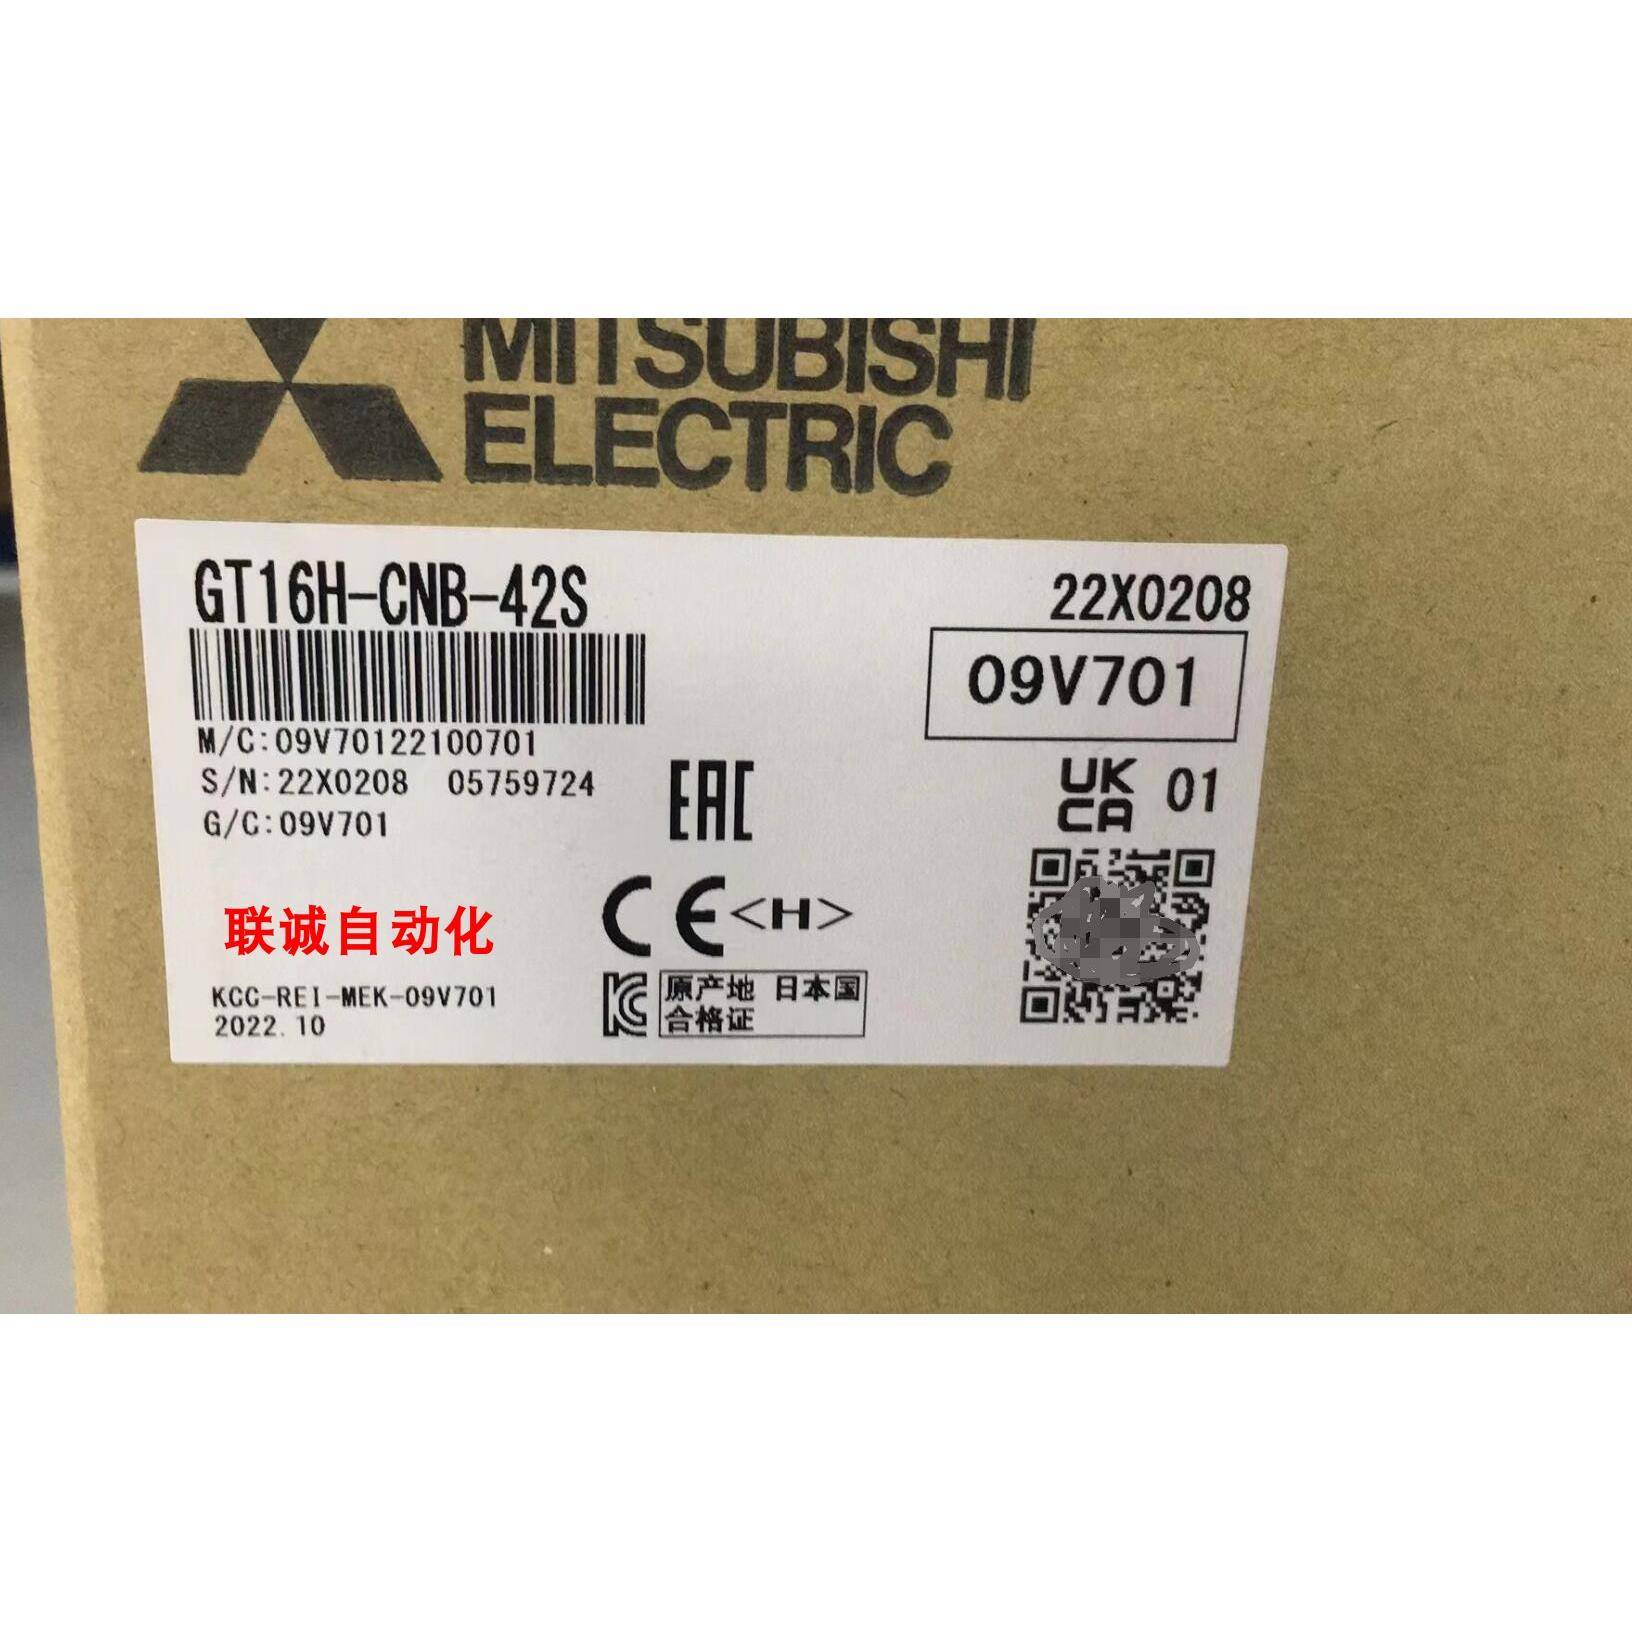 MITSUBISHI
ELECTRIC
GT16H-CNB-42S
22X0208
09V701
M/C:09V70122100701
S/N:22X0208 05759724
G/C:09V701
EAC
UK
CA 01
联诚自动化
CE<H>
KCC-REI-MEK-09V701
2022.10
原产地 日本国
合格证